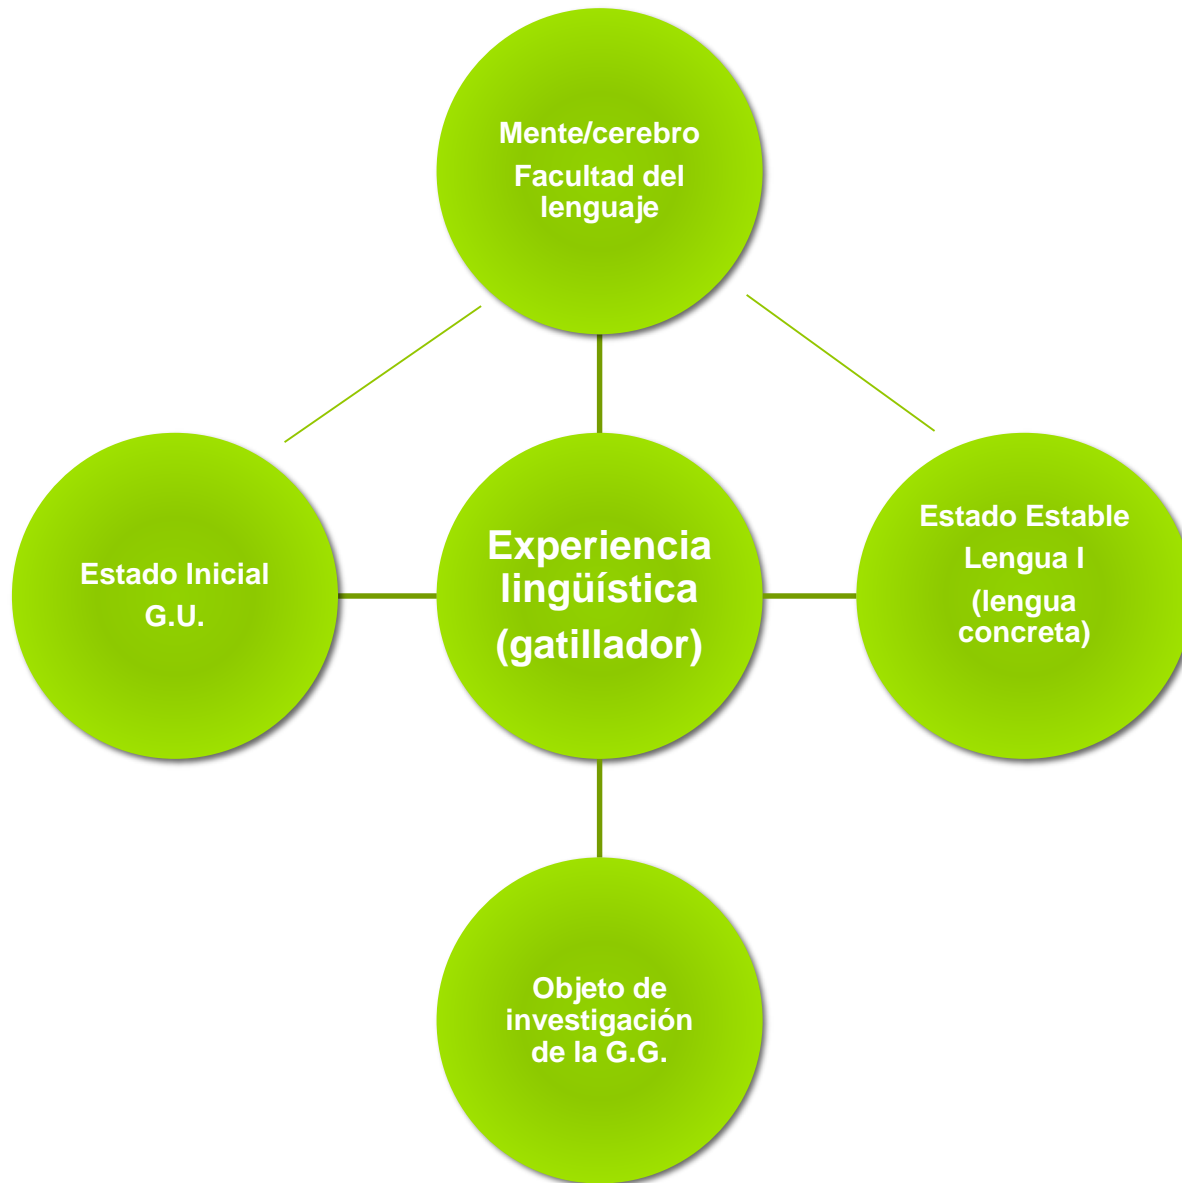 Mente/cerebro
Facultad del
lenguaje
Estado Inicial
G.U.
Experiencia
lingüística
(gatillador)
Estado Estable
Lengua I
(lengua
concreta)
Objeto de
investigación
de la G.G.